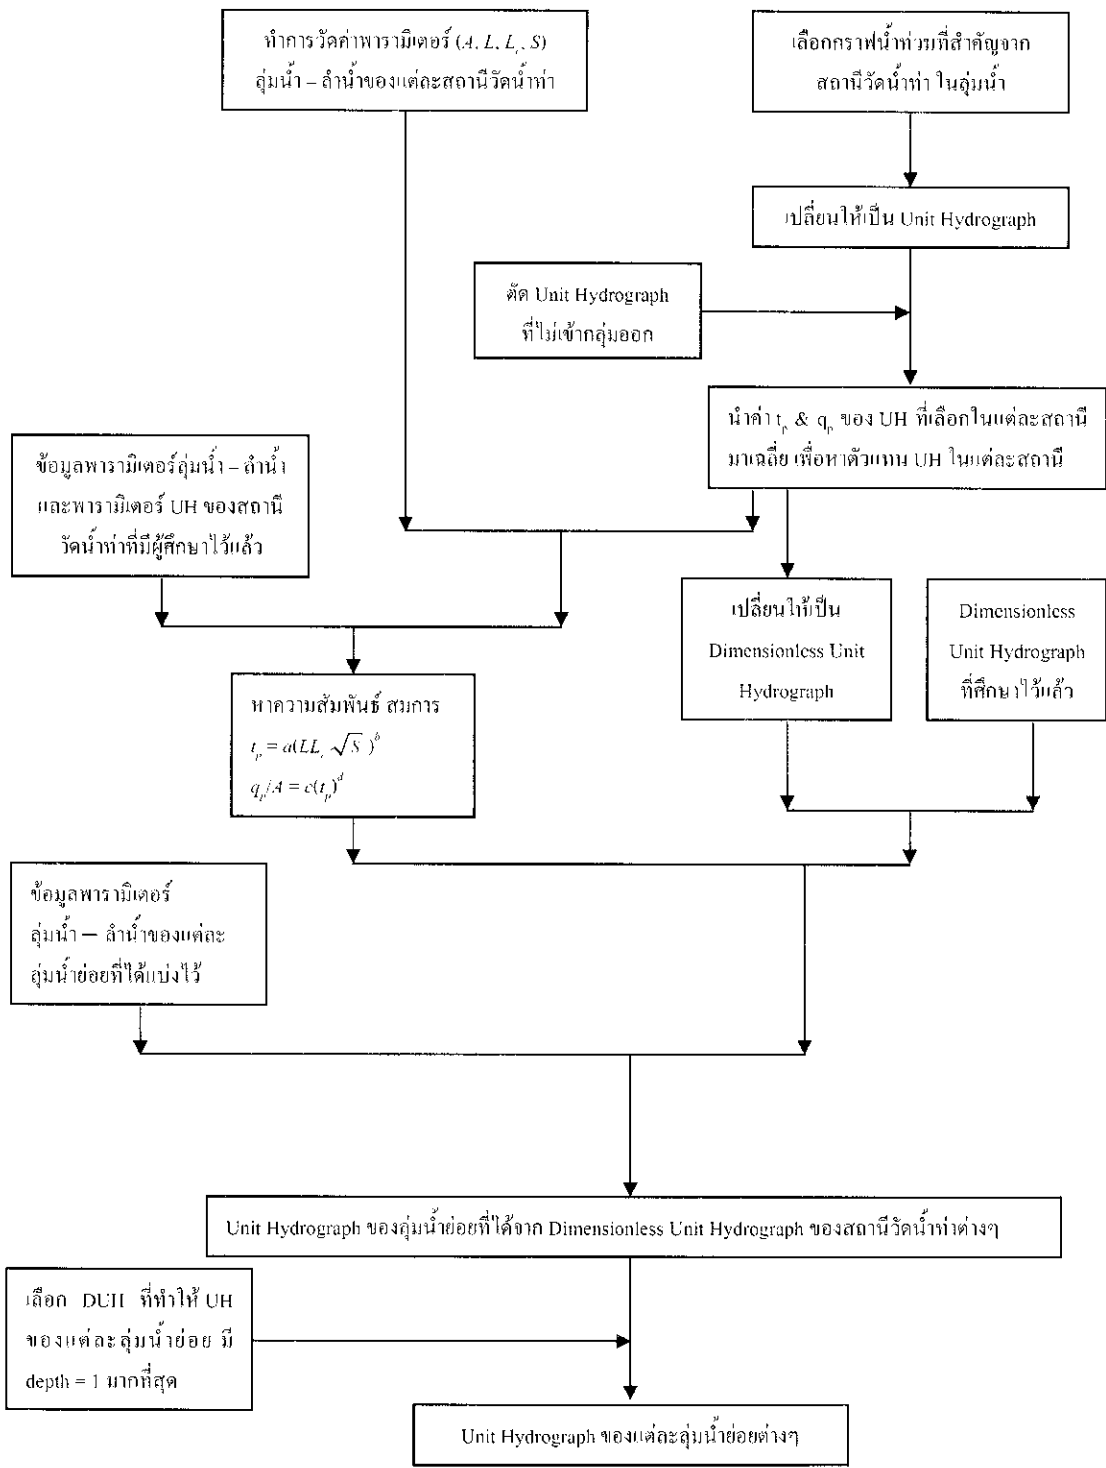 ทำการวัดค่าพารามิเตอร์ (A, L, Lc, S)
ลุ่มน้ำ – ลำน้ำของแต่ละสถานีวัดน้ำท่า
เลือกกราฟน้ำท่วมที่สำคัญจาก
สถานีวัดน้ำท่า ในลุ่มน้ำ
เปลี่ยนให้เป็น Unit Hydrograph
ตัด Unit Hydrograph
ที่ไม่เข้ากลุ่มออก
นำค่า tp & qp ของ UH ที่เลือกในแต่ละสถานี
มาเฉลี่ย เพื่อหาตัวแทน UH ในแต่ละสถานี
ข้อมูลพารามิเตอร์ลุ่มน้ำ – ลำน้ำ
และพารามิเตอร์ UH ของสถานี
วัดน้ำท่าที่มีผู้ศึกษาไว้แล้ว
เปลี่ยนให้เป็น
Dimensionless Unit
Hydrograph
Dimensionless
Unit Hydrograph
ที่ศึกษาไว้แล้ว
หาความสัมพันธ์ สมการ
tp = a(LLc √S)^b
qp/A = c(tp)^d
ข้อมูลพารามิเตอร์
ลุ่มน้ำ – ลำน้ำของแต่ละ
ลุ่มน้ำย่อยที่ได้แบ่งไว้
Unit Hydrograph ของลุ่มน้ำย่อยที่ได้จาก Dimensionless Unit Hydrograph ของสถานีวัดน้ำท่าต่างๆ
เลือก DUH ที่ทำให้ UH
ของแต่ละลุ่มน้ำย่อย มี
depth = 1 มากที่สุด
Unit Hydrograph ของแต่ละลุ่มน้ำย่อยต่างๆ